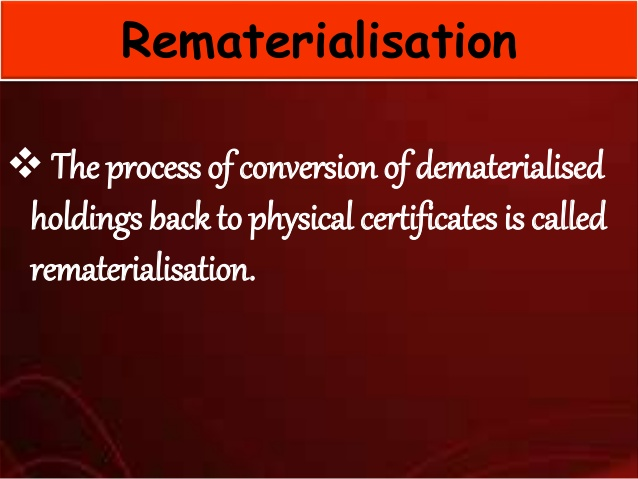 Rematerialisation
❖ The process of conversion of dematerialised
holdings back to physical certificates is called
rematerialisation.